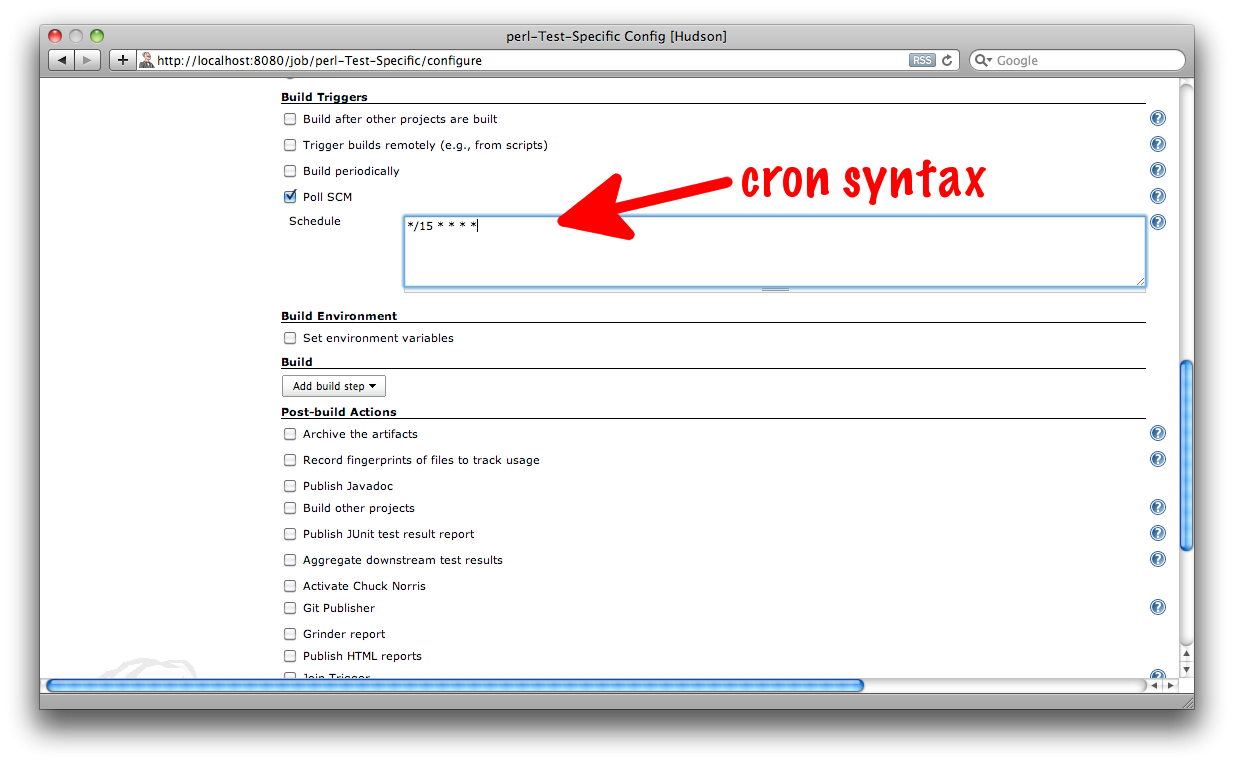 perl-Test-Specific Config [Hudson]
http://localhost:8080/job/perl-Test-Specific/configure RSS Google
Build Triggers
Build after other projects are built
Trigger builds remotely (e.g., from scripts)
Build periodically
cron syntax
Poll SCM
Schedule
*/15 * * * *
Build Environment
Set environment variables
Build
Add build step
Post-build Actions
Archive the artifacts
Record fingerprints of files to track usage
Publish Javadoc
Build other projects
Publish JUnit test result report
Aggregate downstream test results
Activate Chuck Norris
Git Publisher
Grinder report
Publish HTML reports
Join Trigger